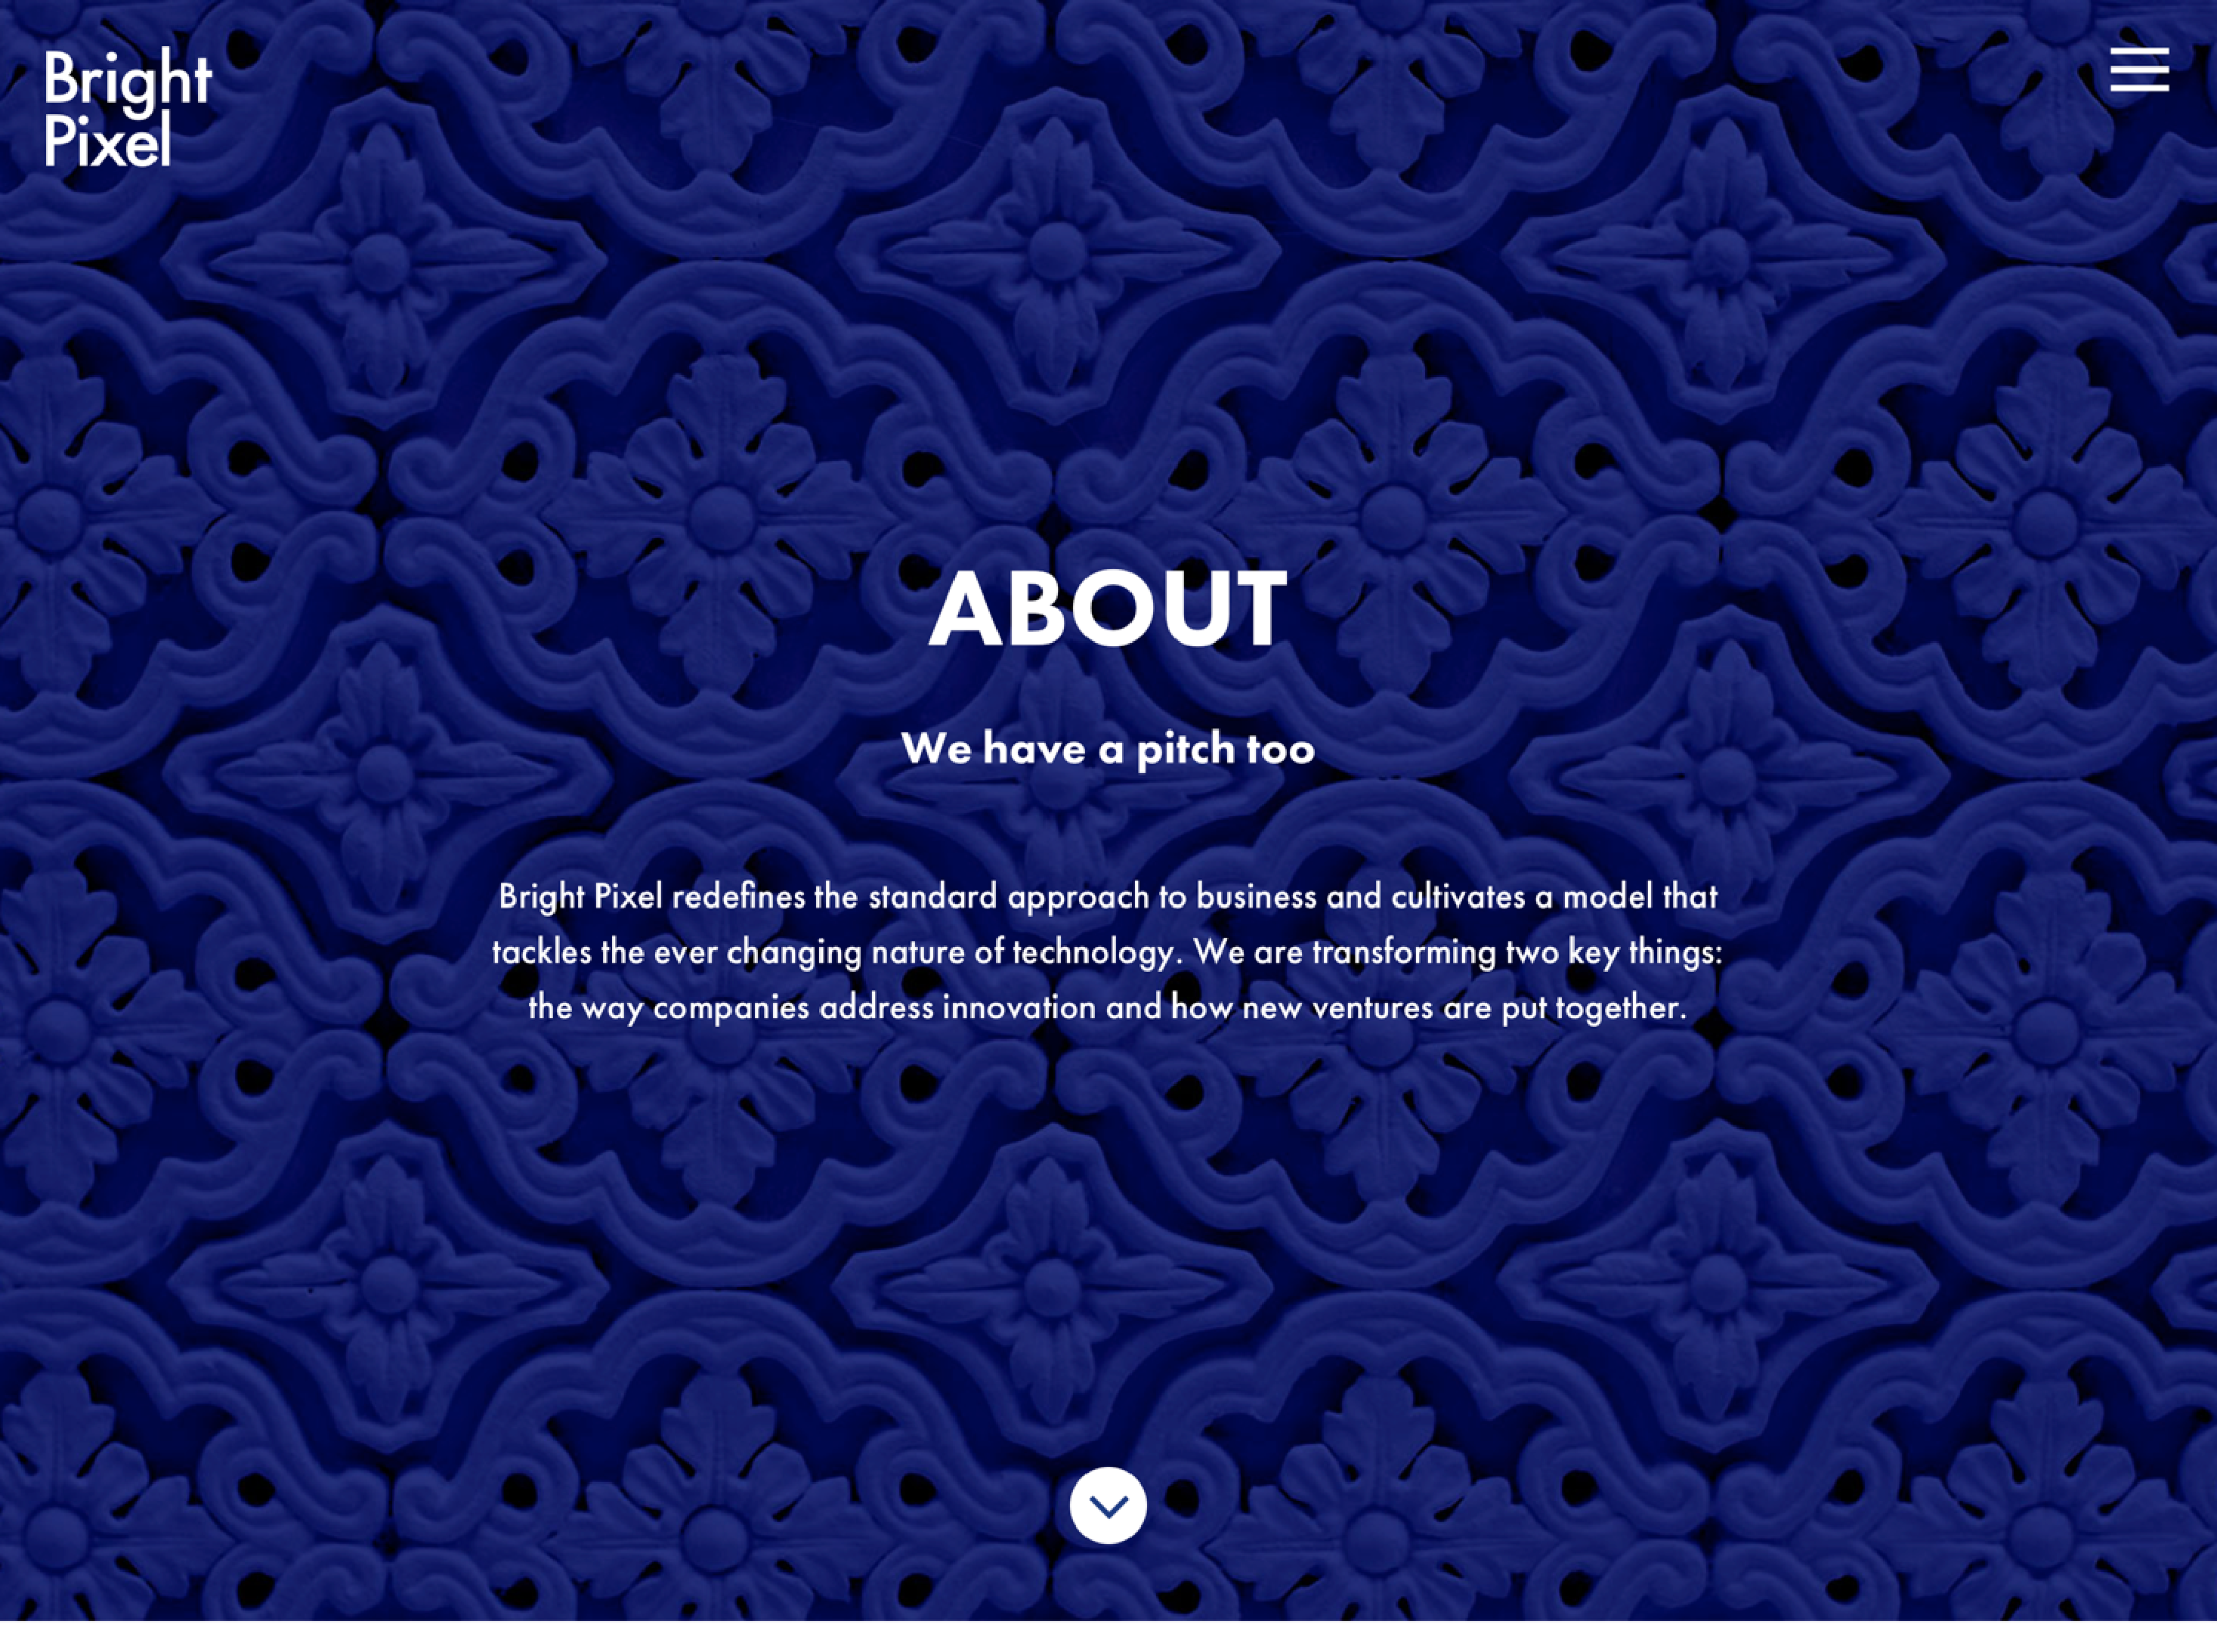 Bright
Pixel
ABOUT
We have a pitch too
Bright Pixel redefines the standard approach to business and cultivates a model that
tackles the ever changing nature of technology. We are transforming two key things:
the way companies address innovation and how new ventures are put together.